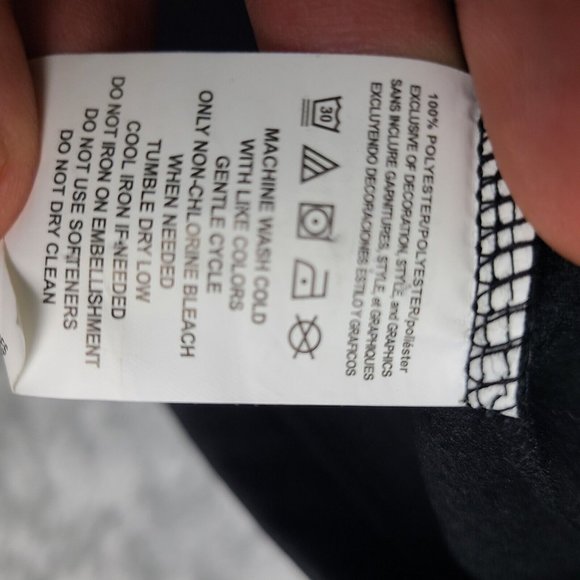 100% POLYESTER/POLYESTER/poliéster
EXCLUSIVE OF DECORATION, STYLE, and GRAPHICS
SANS INCLURE GARNITURES, STYLE, et GRAPHIQUES
EXCLUYENDO DECORACIONES ESTILO Y GRAFICOS
30
MACHINE WASH COLD
WITH LIKE COLORS
GENTLE CYCLE
ONLY NON-CHLORINE BLEACH
WHEN NEEDED
TUMBLE DRY LOW
COOL IRON IF NEEDED
DO NOT IRON ON EMBELLISHMENT
DO NOT USE SOFTENERS
DO NOT DRY CLEAN